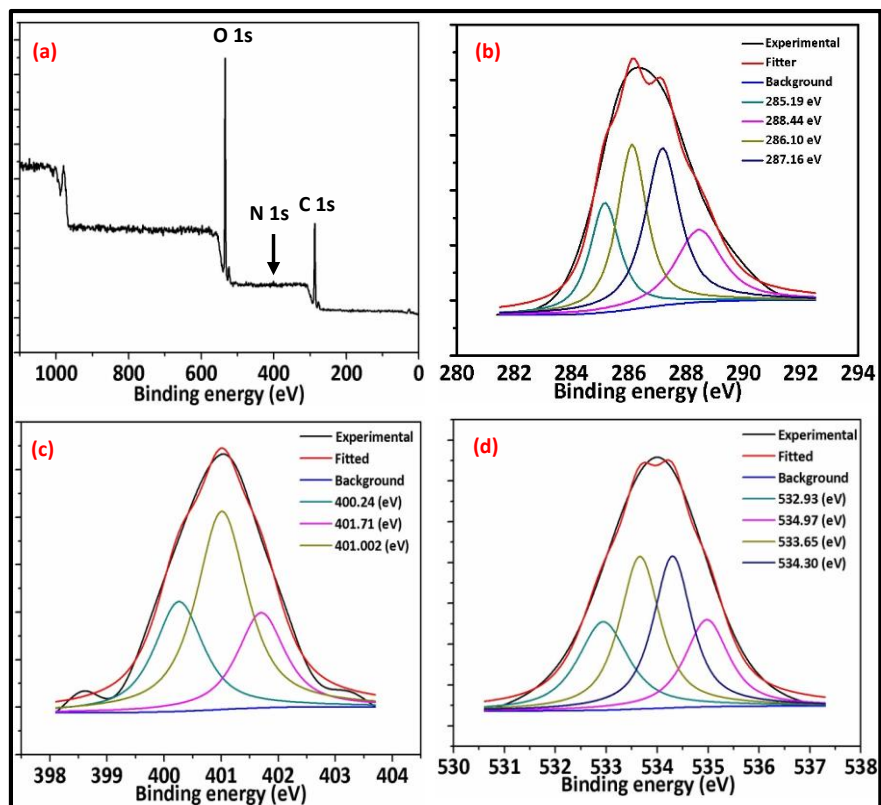 (a)
O 1s
N 1s
C 1s
1000 800 600 400 200 0
Binding energy (eV)
(b)
Experimental
Fitter
Background
285.19 eV
288.44 eV
286.10 eV
287.16 eV
280 282 284 286 288 290 292 294
Binding energy (eV)
(c)
Experimental
Fitted
Background
400.24 (eV)
401.71 (eV)
401.002 (eV)
398 399 400 401 402 403 404
Binding energy (eV)
(d)
Experimental
Fitted
Background
532.93 (eV)
534.97 (eV)
533.65 (eV)
534.30 (eV)
530 531 532 533 534 535 536 537 538
Binding energy (eV)